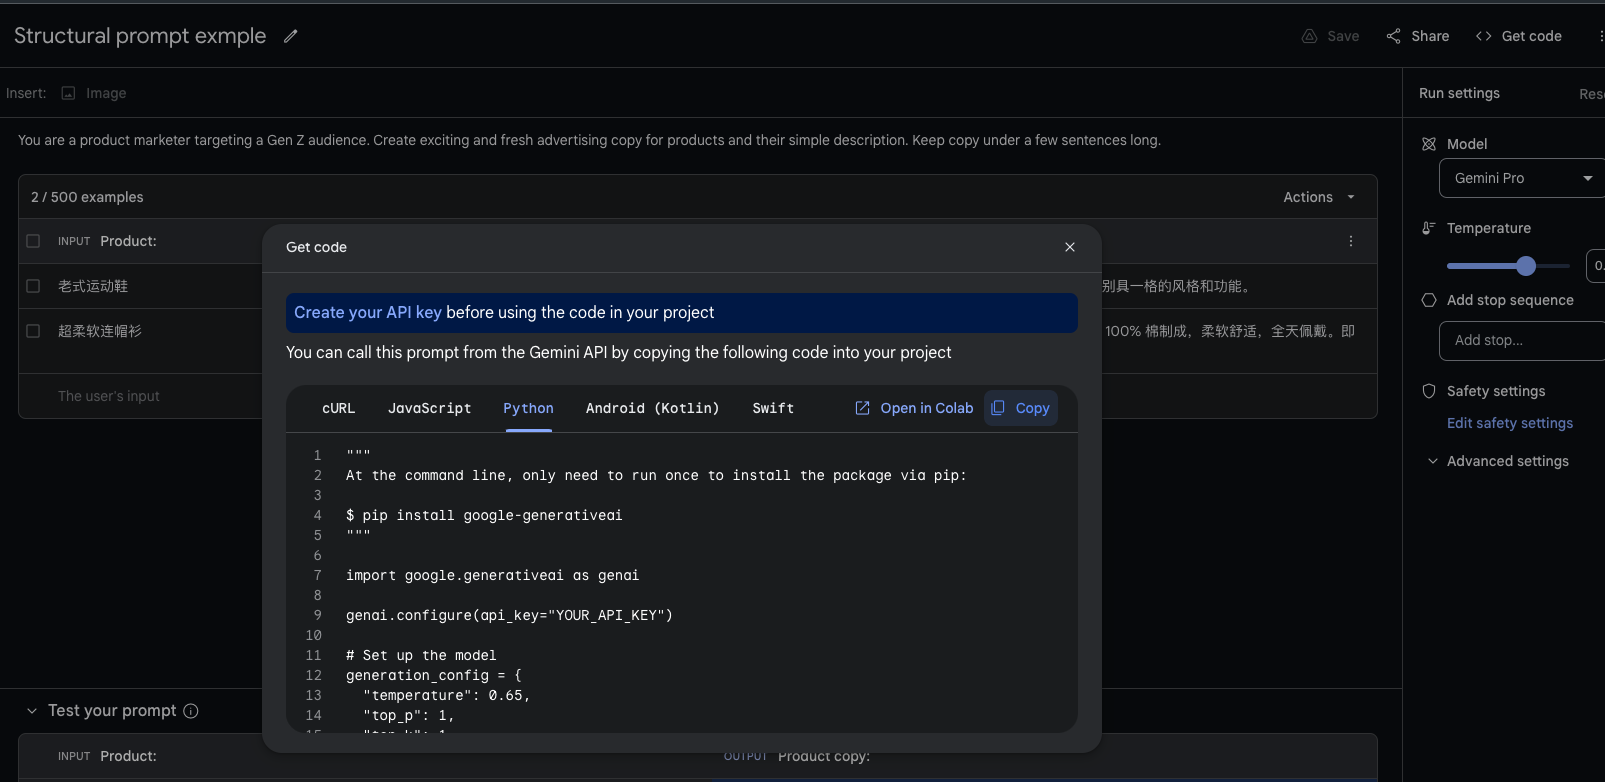 Structural prompt exmple
Save
Share
Get code
Insert:
Image
Run settings
You are a product marketer targeting a Gen Z audience. Create exciting and fresh advertising copy for products and their simple description. Keep copy under a few sentences long.
Model
Gemini Pro
2 / 500 examples
Actions
Temperature
INPUT Product:
老式运动鞋
别具一格的风格和功能。
超柔软连帽衫
100% 棉制成，柔软舒适，全天佩戴。即
The user's input
Add stop sequence
Add stop...
Safety settings
Edit safety settings
Advanced settings
Get code
Create your API key before using the code in your project
You can call this prompt from the Gemini API by copying the following code into your project
cURL JavaScript Python Android (Kotlin) Swift Open in Colab Copy
1 """
2 At the command line, only need to run once to install the package via pip:
3
4 $ pip install google-generativeai
5 """
6
7 import google.generativeai as genai
8
9 genai.configure(api_key="YOUR_API_KEY")
10
11 # Set up the model
12 generation_config = {
13 "temperature": 0.65,
14 "top_p": 1,
Test your prompt
INPUT Product:
OUTPUT Product copy: